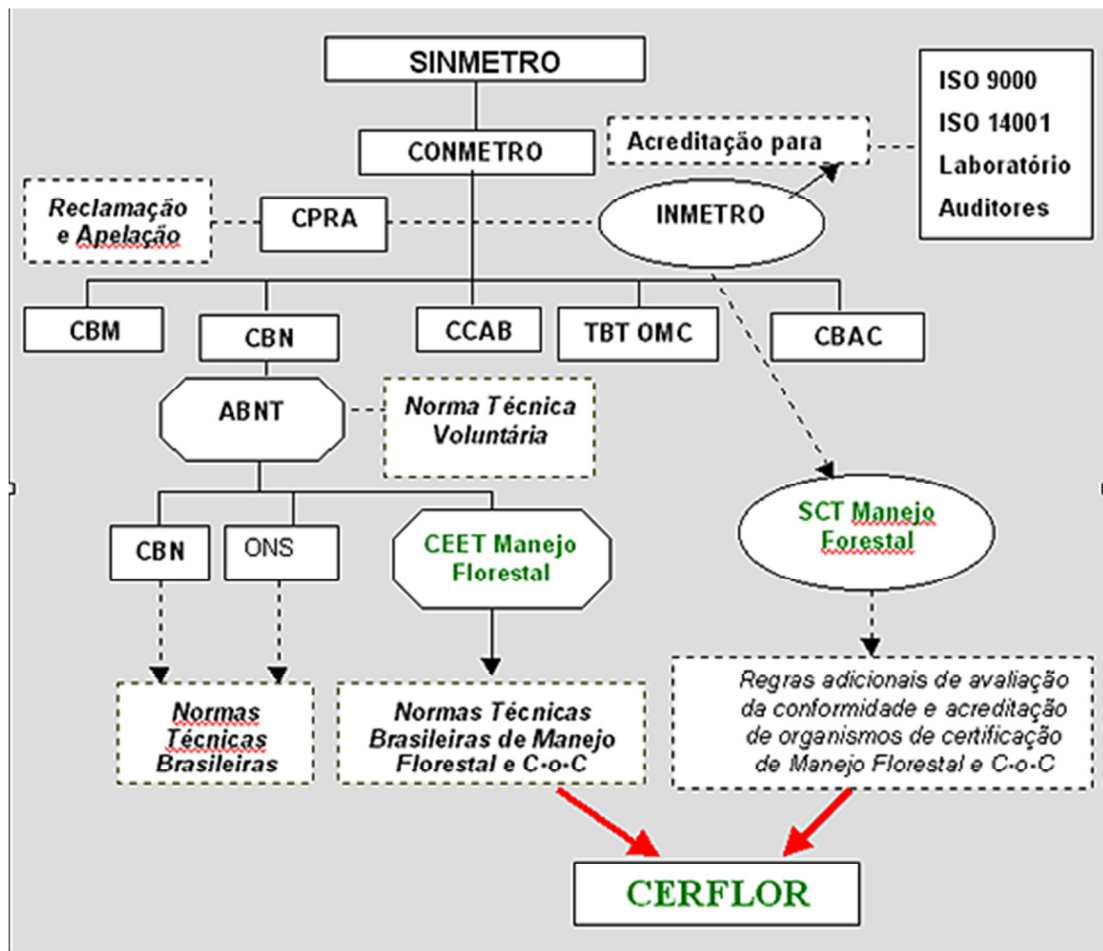 SINMETRO
CONMETRO
Acreditação para
ISO 9000
ISO 14001
Laboratório
Auditores
Reclamação
e Apelação
CPRA
INMETRO
CBM
CBN
CCAB
TBT OMC
CBAC
ABNT
Norma Técnica
Voluntária
CBN
ONS
CEET Manejo
Florestal
SCT Manejo
Forestal
Normas
Técnicas
Brasileiras
Normas Técnicas
Brasileiras de Manejo
Florestal e C-o-C
Regras adicionais de avaliação
da conformidade e acreditação
de organismos de certificação
de Manejo Florestal e C-o-C
CERFLOR